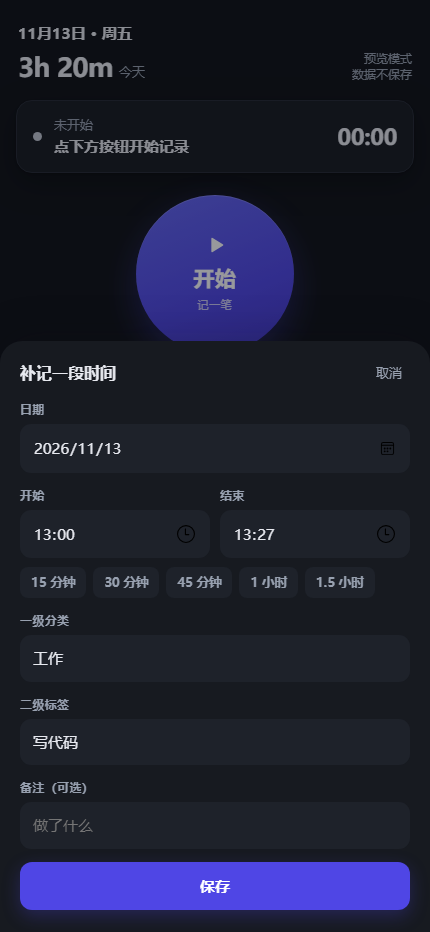 11月13日 • 周五
3h 20m 今天
预览模式
数据不保存
未开始
点下方按钮开始记录
00:00
开始
记一笔
补记一段时间
取消
日期
2026/11/13
开始
结束
13:00
13:27
15 分钟
30 分钟
45 分钟
1 小时
1.5 小时
一级分类
工作
二级标签
写代码
备注（可选）
做了什么
保存